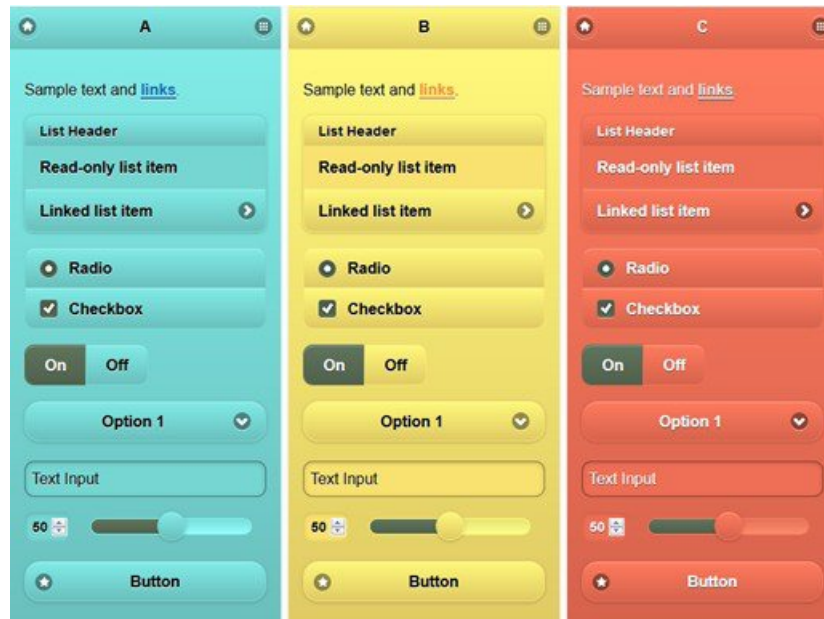 A
Sample text and links.
List Header
Read-only list item
Linked list item
Radio
Checkbox
On Off
Option 1
Text Input
50
Button
B
Sample text and links.
List Header
Read-only list item
Linked list item
Radio
Checkbox
On Off
Option 1
Text Input
50
Button
C
Sample text and links
List Header
Read-only list item
Linked list item
Radio
Checkbox
On Off
Option 1
Text Input
50
Button